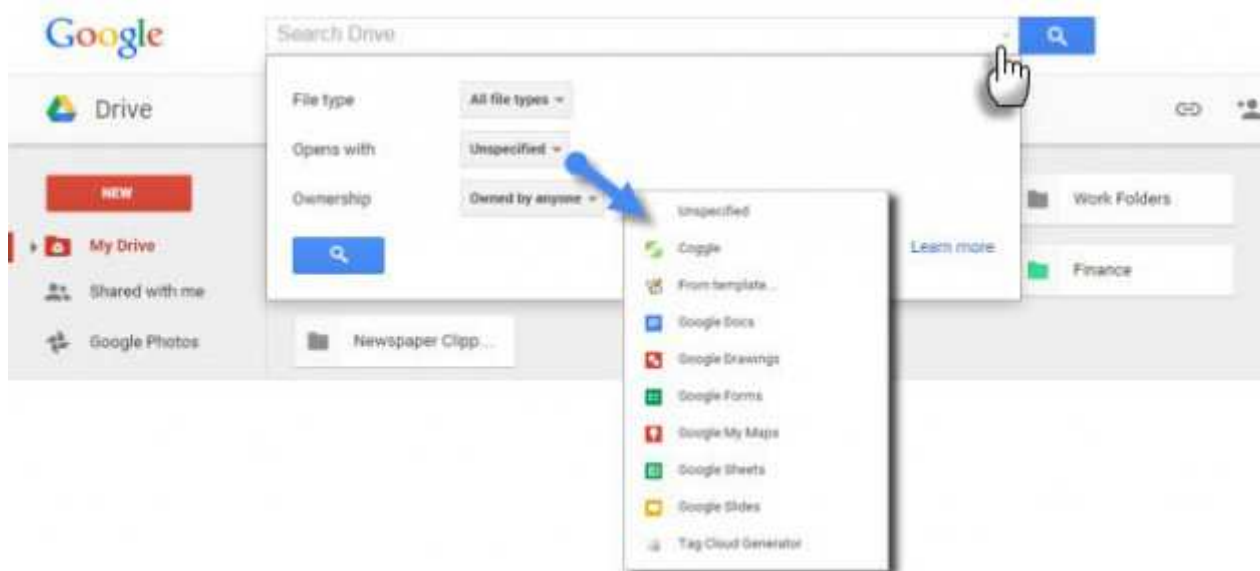 Google
Search Drive
Drive
File type
All file types
Opens with
Unspecified
Ownership
Owned by anyone
Learn more
NEW
My Drive
Shared with me
Google Photos
Newspaper Clipp...
Work Folders
Finance
Unspecified
Coggle
From template...
Google Docs
Google Drawings
Google Forms
Google My Maps
Google Sheets
Google Slides
Tag Cloud Generator